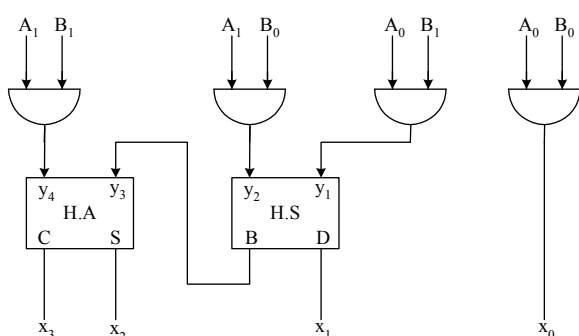 A₁ B₁ A₁ B₀ A₀ B₁ A₀ B₀
y₄ y₃ y₂ y₁
H.A H.S
C S B D
x₃ x₂ x₁ x₀